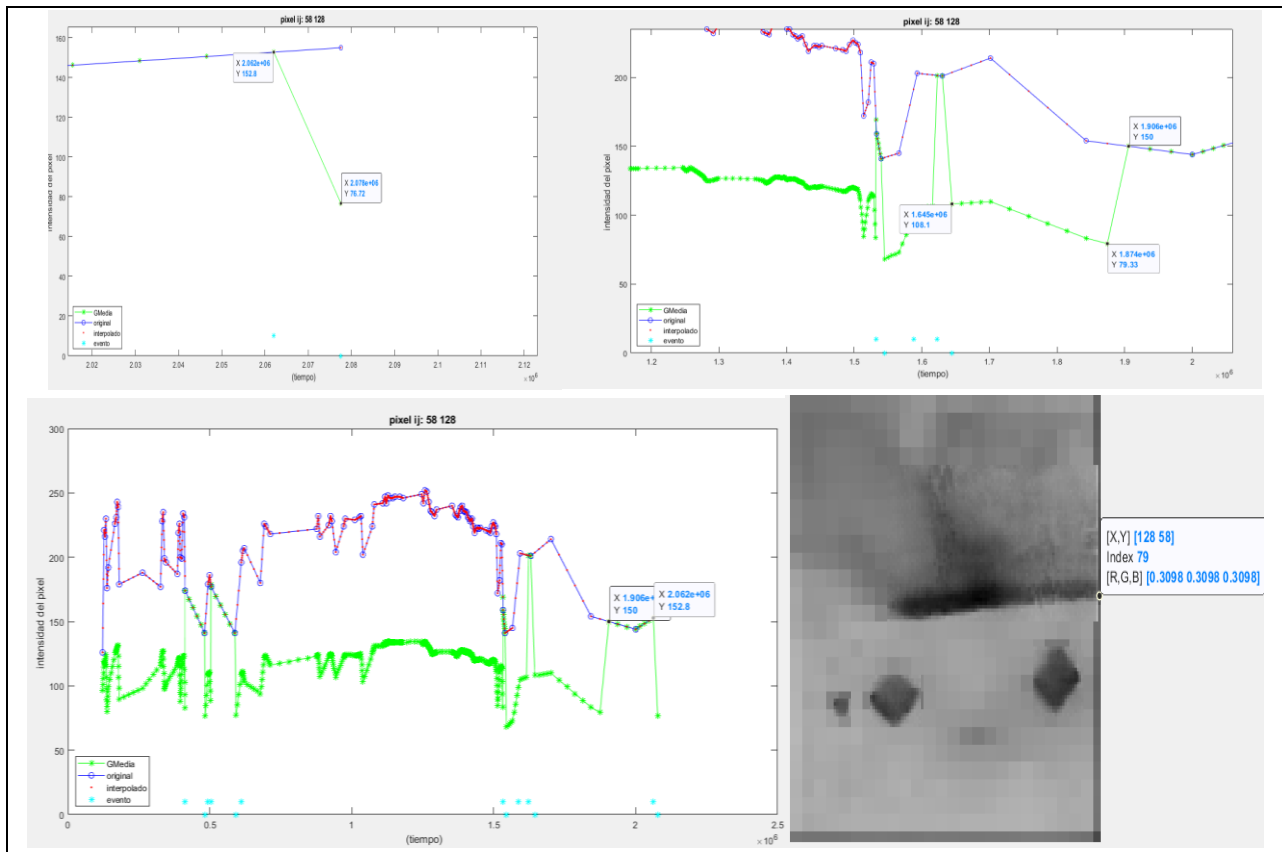 pixel ij: 58 128
intensidad del pixel
160
140
120
100
80
60
40
20
0
X 2.062e+06
Y 152.8
X 2.078e+06
Y 76.72
GMedia
original
interpolado
evento
2.02
2.03
2.04
2.05
2.06
2.07
2.08
2.09
2.1
2.11
2.12
×10⁶
(tiempo)
pixel ij: 58 128
intensidad del pixel
200
150
100
50
0
X 1.906e+06
Y 150
X 1.645e+06
Y 108.1
X 1.874e+06
Y 79.33
GMedia
original
interpolado
evento
1.2
1.3
1.4
1.5
1.6
1.7
1.8
1.9
2
×10⁶
(tiempo)
pixel ij: 58 128
intensidad del pixel
300
250
200
150
100
50
0
X 1.906e+
Y 150
X 2.062e+06
Y 152.8
GMedia
original
interpolado
evento
0
0.5
1
1.5
2
2.5
×10⁶
(tiempo)
[X,Y] [128 58]
Index 79
[R,G,B] [0.3098 0.3098 0.3098]